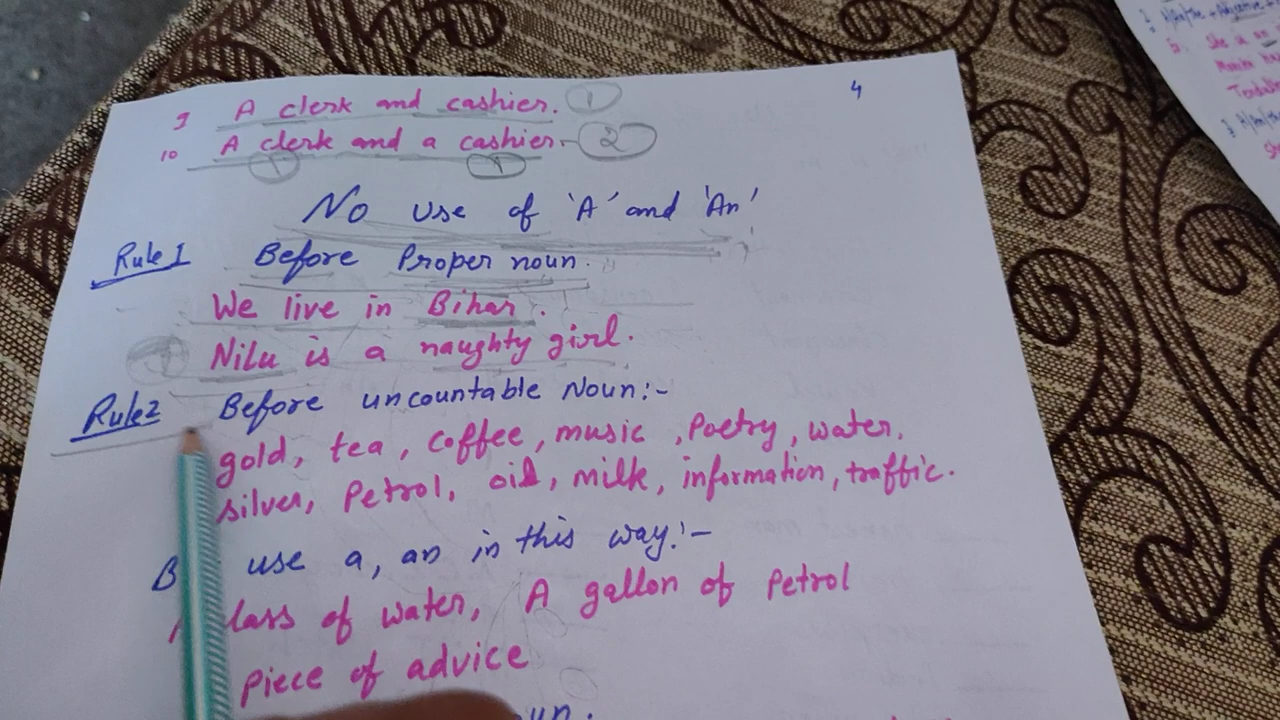 9 A clerk and cashier. 1
4
10 A clerk and a cashier- 2
1 1
No use of 'A' and 'An'
Rule 1 Before Proper noun.
We live in Bihar.
Nilu is a naughty girl.
Rule 2 Before uncountable Noun:-
gold, tea, coffee, music, Poetry, water,
silver, Petrol, oil, milk, information, traffic.
use a, an in this way:-
of water, A gallon of Petrol
Piece of advice
She is an